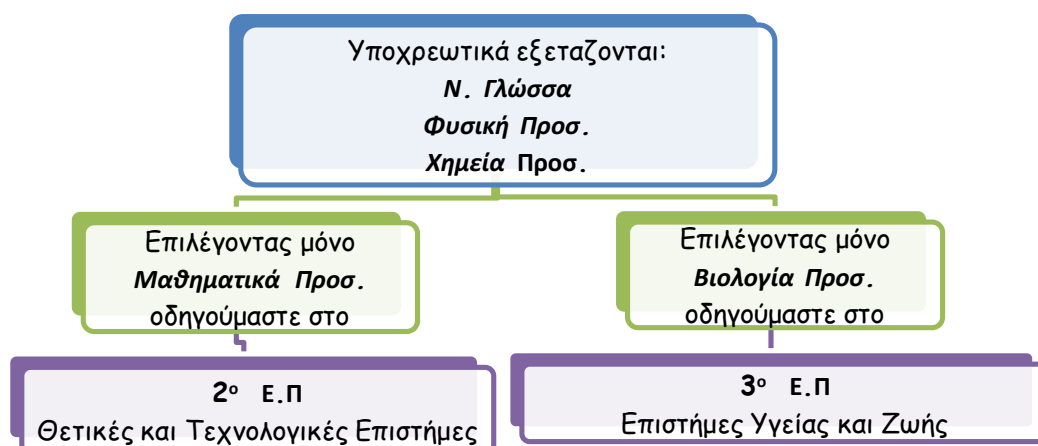 Υποχρεωτικά εξεταζονται:
Ν. Γλώσσα
Φυσική Προσ.
Χημεία Προσ.
Επιλέγοντας μόνο
Μαθηματικά Προσ.
οδηγούμαστε στο
Επιλέγοντας μόνο
Βιολογία Προσ.
οδηγούμαστε στο
2ο Ε.Π
Θετικές και Τεχνολογικές Επιστήμες
3ο Ε.Π
Επιστήμες Υγείας και Ζωής